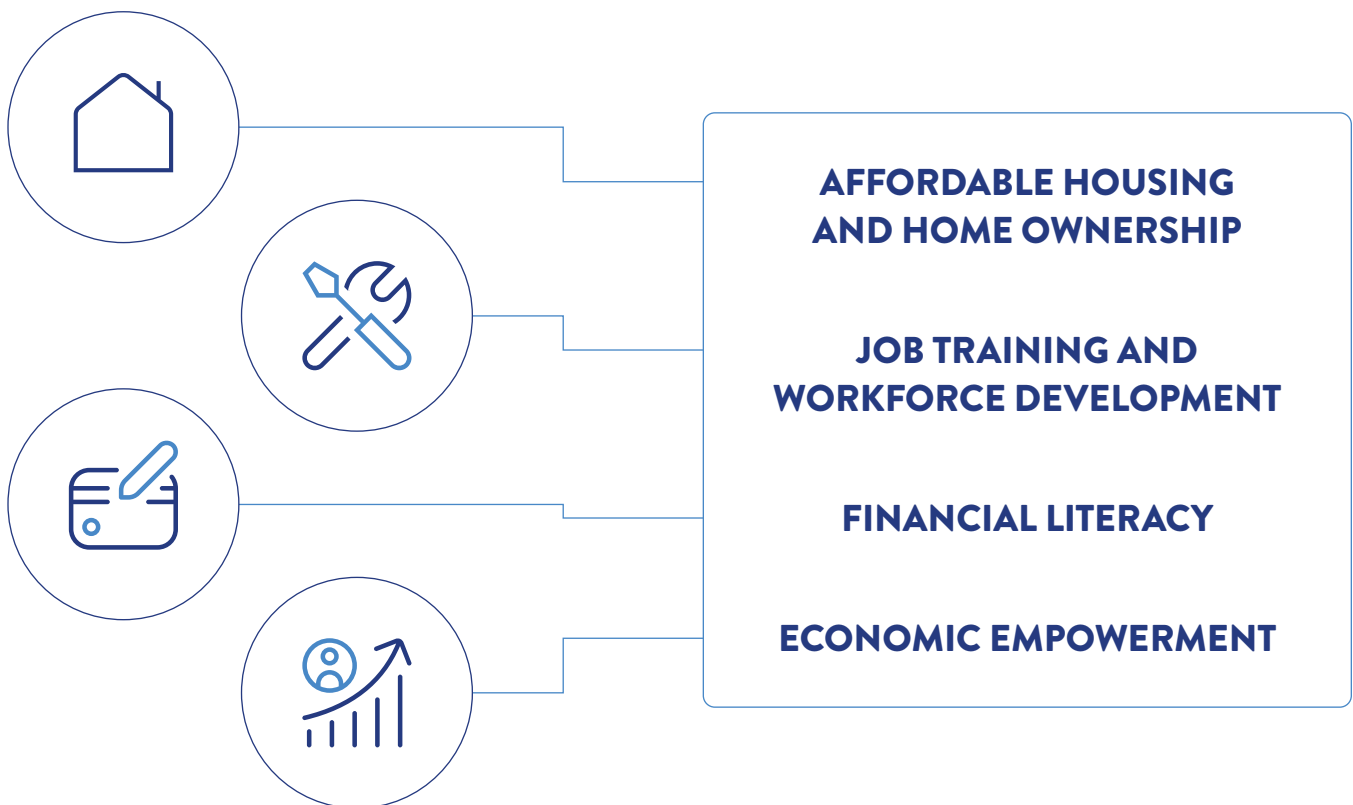 AFFORDABLE HOUSING
AND HOME OWNERSHIP
JOB TRAINING AND
WORKFORCE DEVELOPMENT
FINANCIAL LITERACY
ECONOMIC EMPOWERMENT